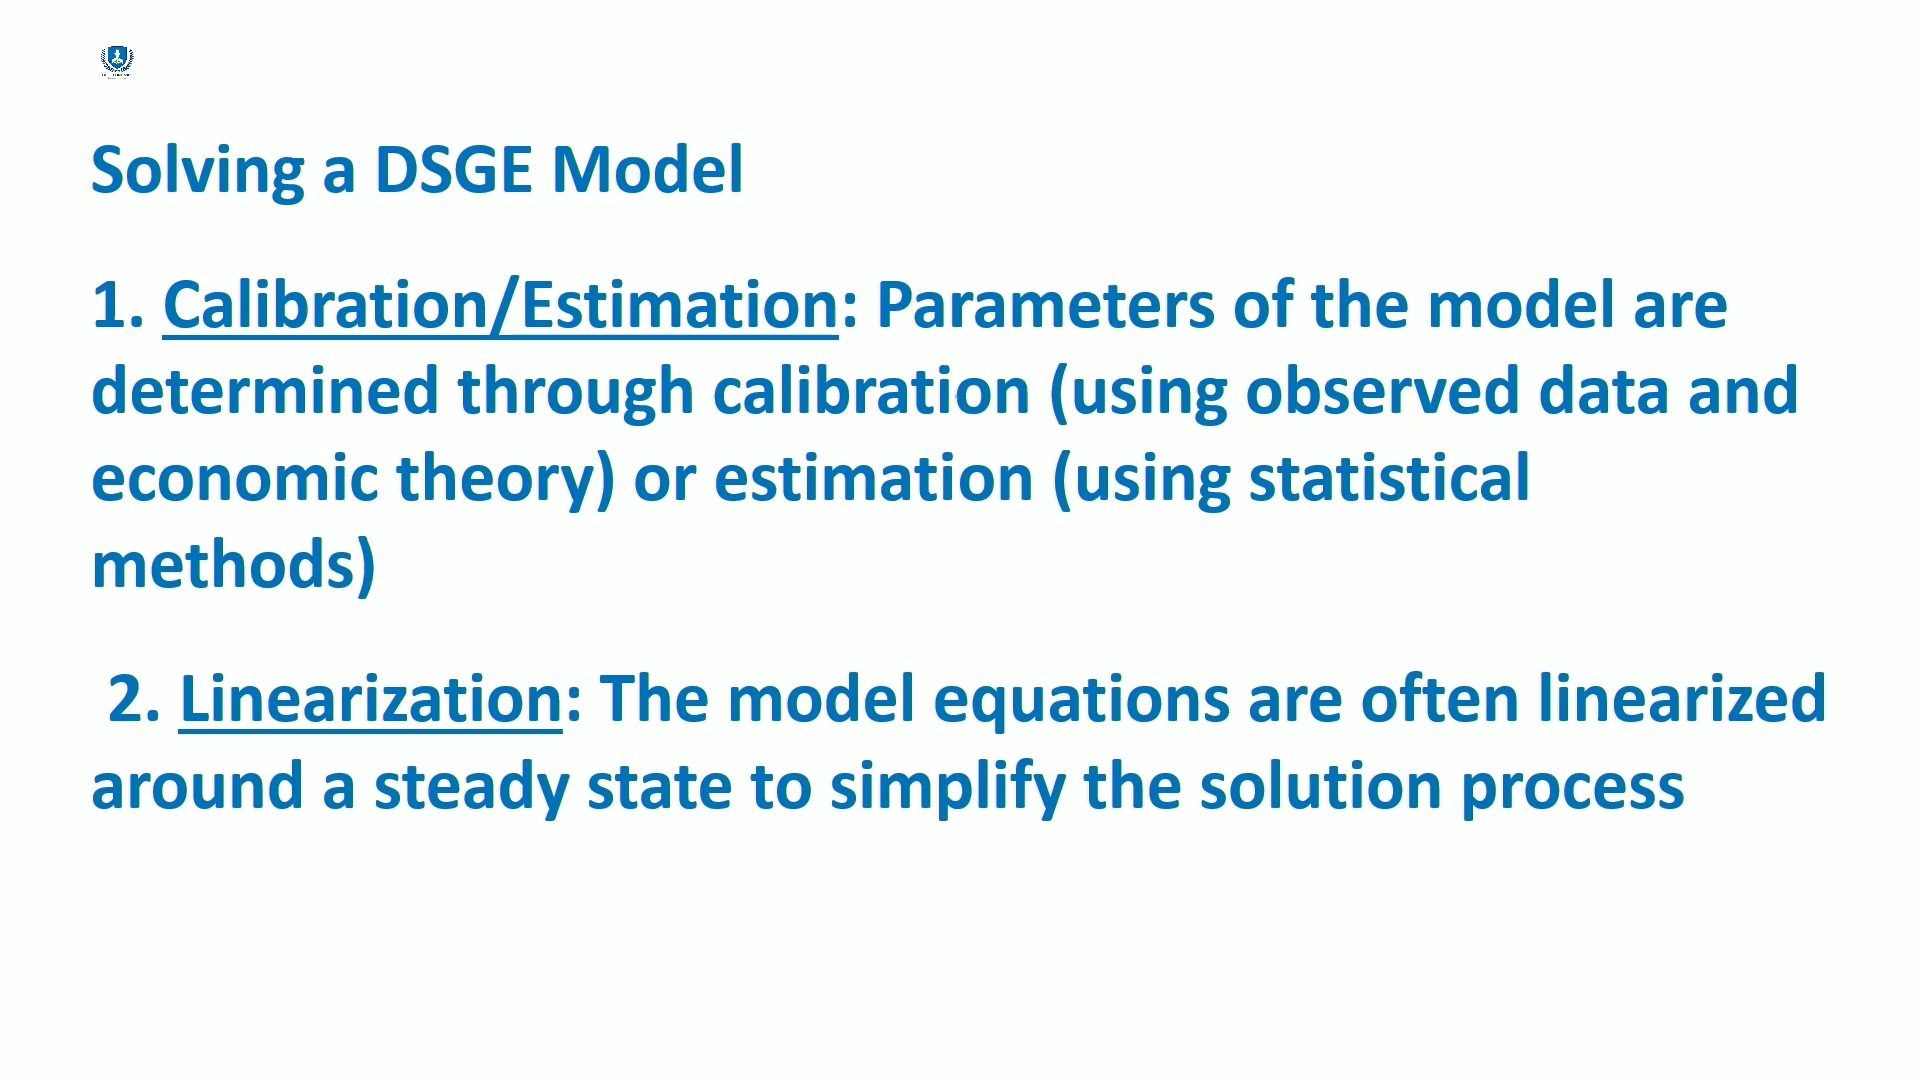 Solving a DSGE Model
1. Calibration/Estimation: Parameters of the model are
determined through calibration (using observed data and
economic theory) or estimation (using statistical
methods)
2. Linearization: The model equations are often linearized
around a steady state to simplify the solution process